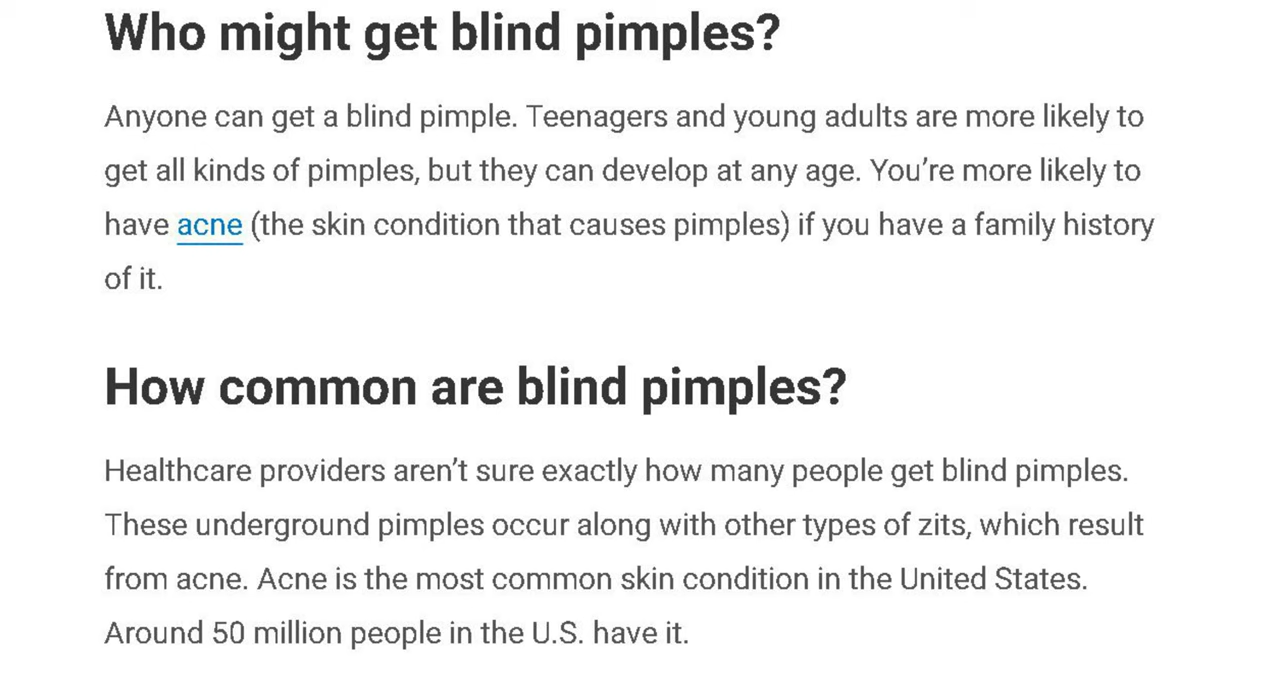 Who might get blind pimples?
Anyone can get a blind pimple. Teenagers and young adults are more likely to
get all kinds of pimples, but they can develop at any age. You’re more likely to
have acne (the skin condition that causes pimples) if you have a family history
of it.
How common are blind pimples?
Healthcare providers aren’t sure exactly how many people get blind pimples.
These underground pimples occur along with other types of zits, which result
from acne. Acne is the most common skin condition in the United States.
Around 50 million people in the U.S. have it.